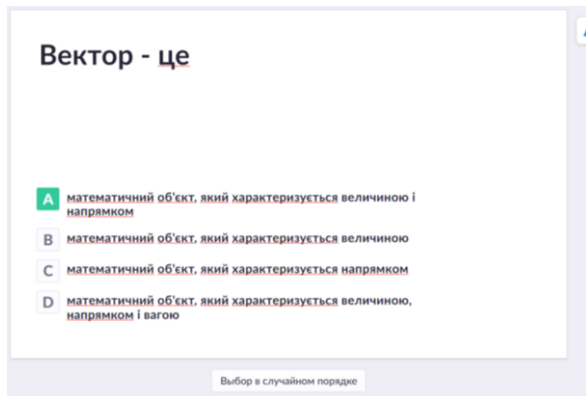 Вектор - це
A математичний об'єкт, який характеризується величиною і
напрямком
B математичний об'єкт, який характеризується величиною
C математичний об'єкт, який характеризується напрямком
D математичний об'єкт, який характеризується величиною,
напрямком і вагою
Выбор в случайном порядке